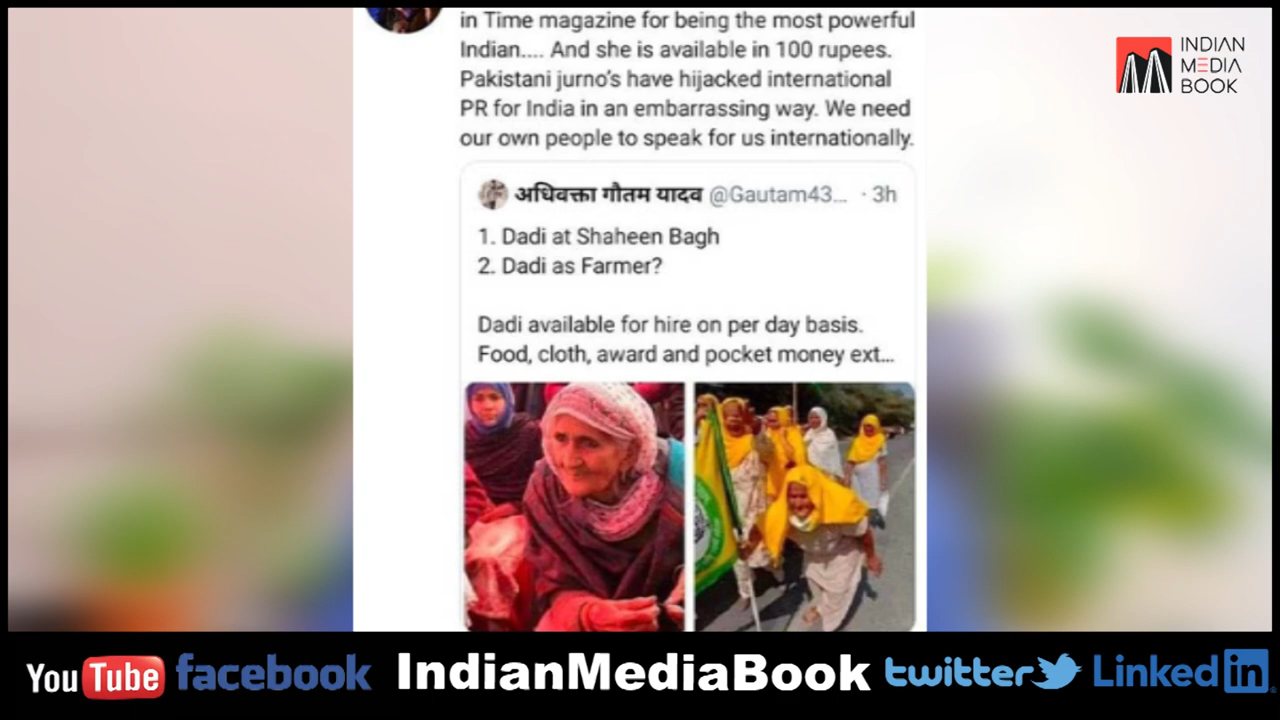 in Time magazine for being the most powerful
Indian.... And she is available in 100 rupees.
Pakistani jurno's have hijacked international
PR for India in an embarrassing way. We need
our own people to speak for us internationally.
अधिवक्ता गौतम यादव @Gautam43... · 3h
1. Dadi at Shaheen Bagh
2. Dadi as Farmer?
Dadi available for hire on per day basis.
Food, cloth, award and pocket money ext...
INDIAN
MEDIA
BOOK
YouTube facebook IndianMediaBook twitter Linked in